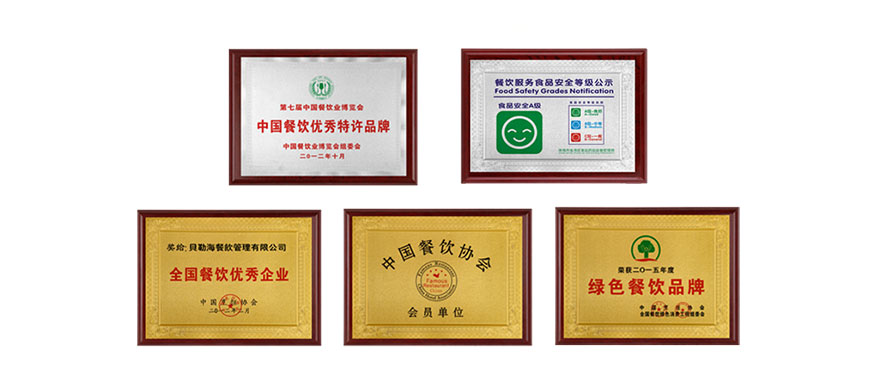 第七届中国餐饮业博览会
中国餐饮优秀特许品牌
中国餐饮业博览会组委会
二〇一二年十月
餐饮服务食品安全等级公示
Food Safety Grades Notification
食品安全A级
奖给:贝勒海餐飲管理有限公司
全国餐饮优秀企业
中国烹饪协会
中国餐饮协会
Famous
Restaurant
会员单位
荣获二〇一五年度
绿色餐饮品牌